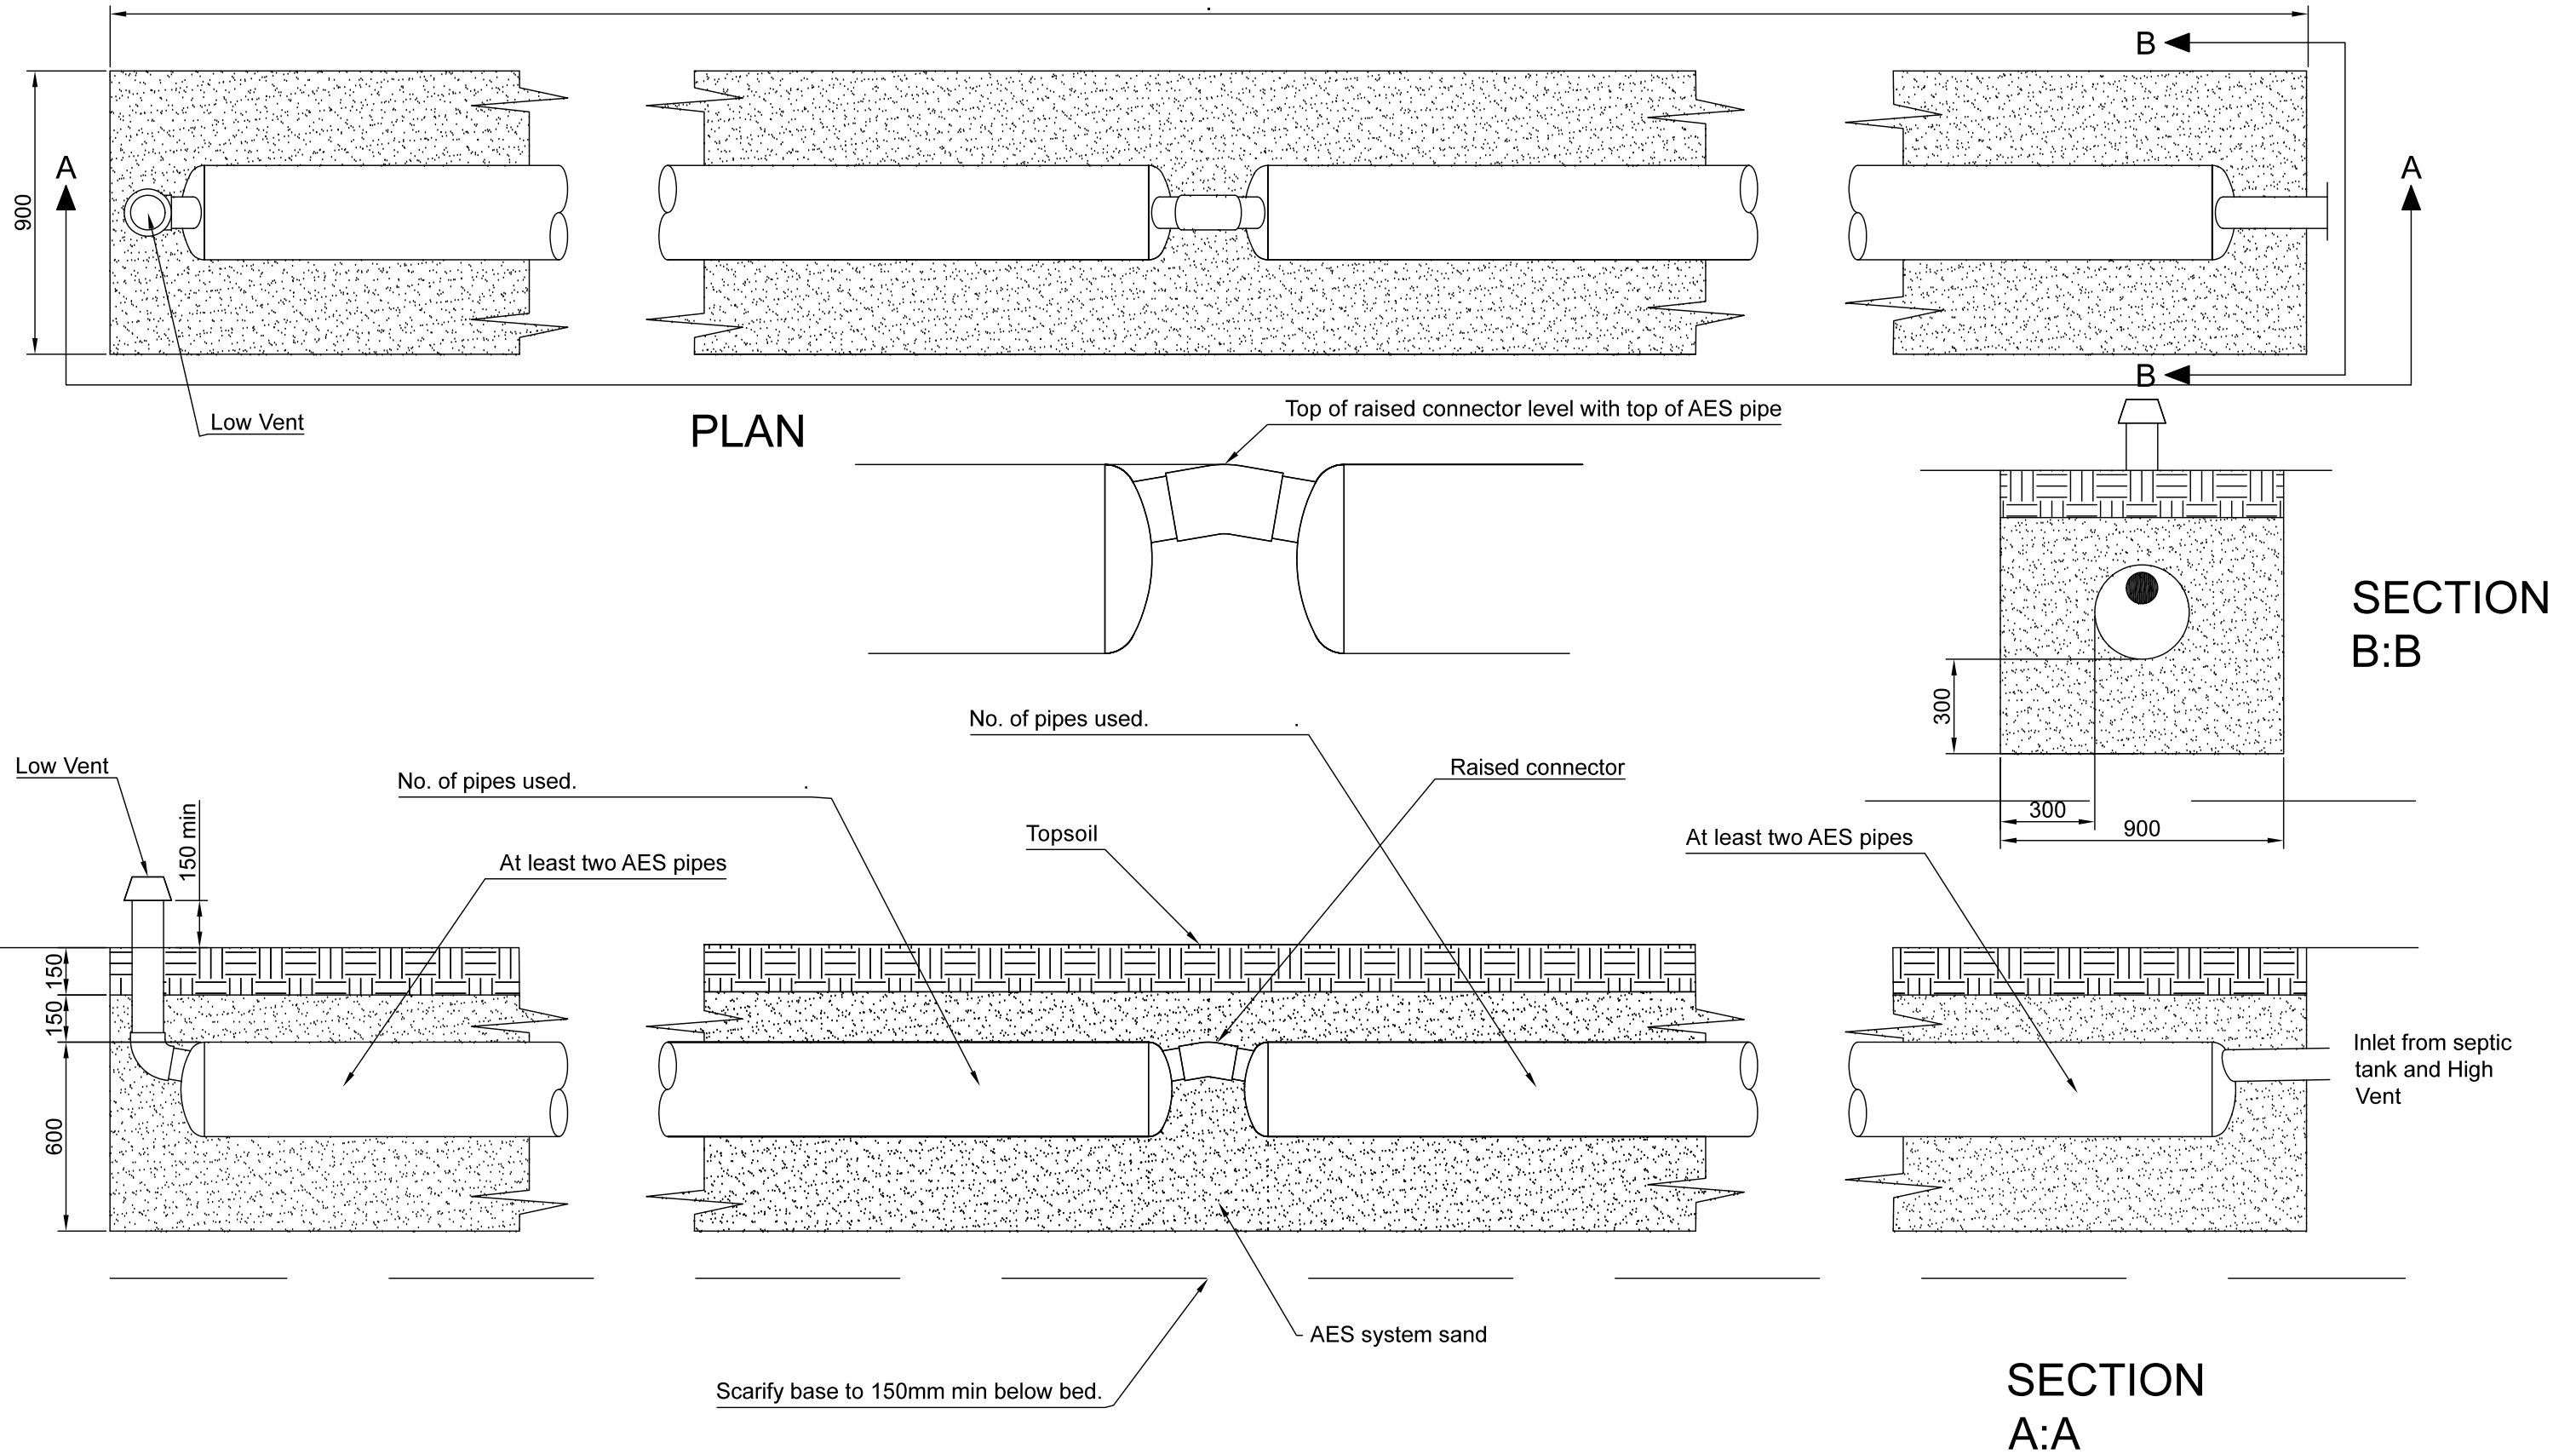 .
B
A
A
900
B
Low Vent
PLAN
Top of raised connector level with top of AES pipe
SECTION
B:B
300
300
900
No. of pipes used. .
Low Vent
No. of pipes used. .
Raised connector
150 min
Topsoil
At least two AES pipes
At least two AES pipes
150
150
600
Inlet from septic
tank and High
Vent
AES system sand
Scarify base to 150mm min below bed.
SECTION
A:A